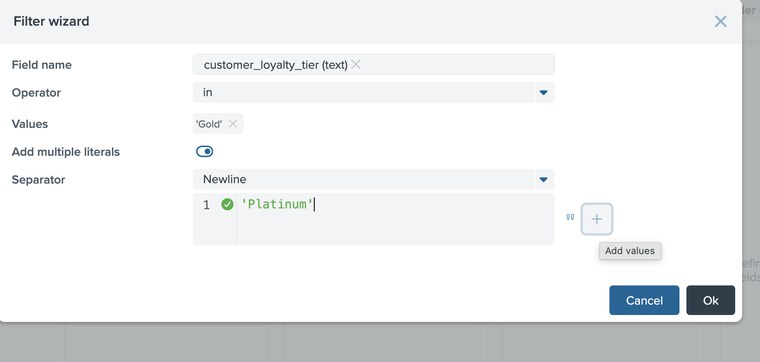 Filter wizard
Field name
customer_loyalty_tier (text)
Operator
in
Values
'Gold'
Add multiple literals
Separator
Newline
1 'Platinum'
Add values
Cancel
Ok